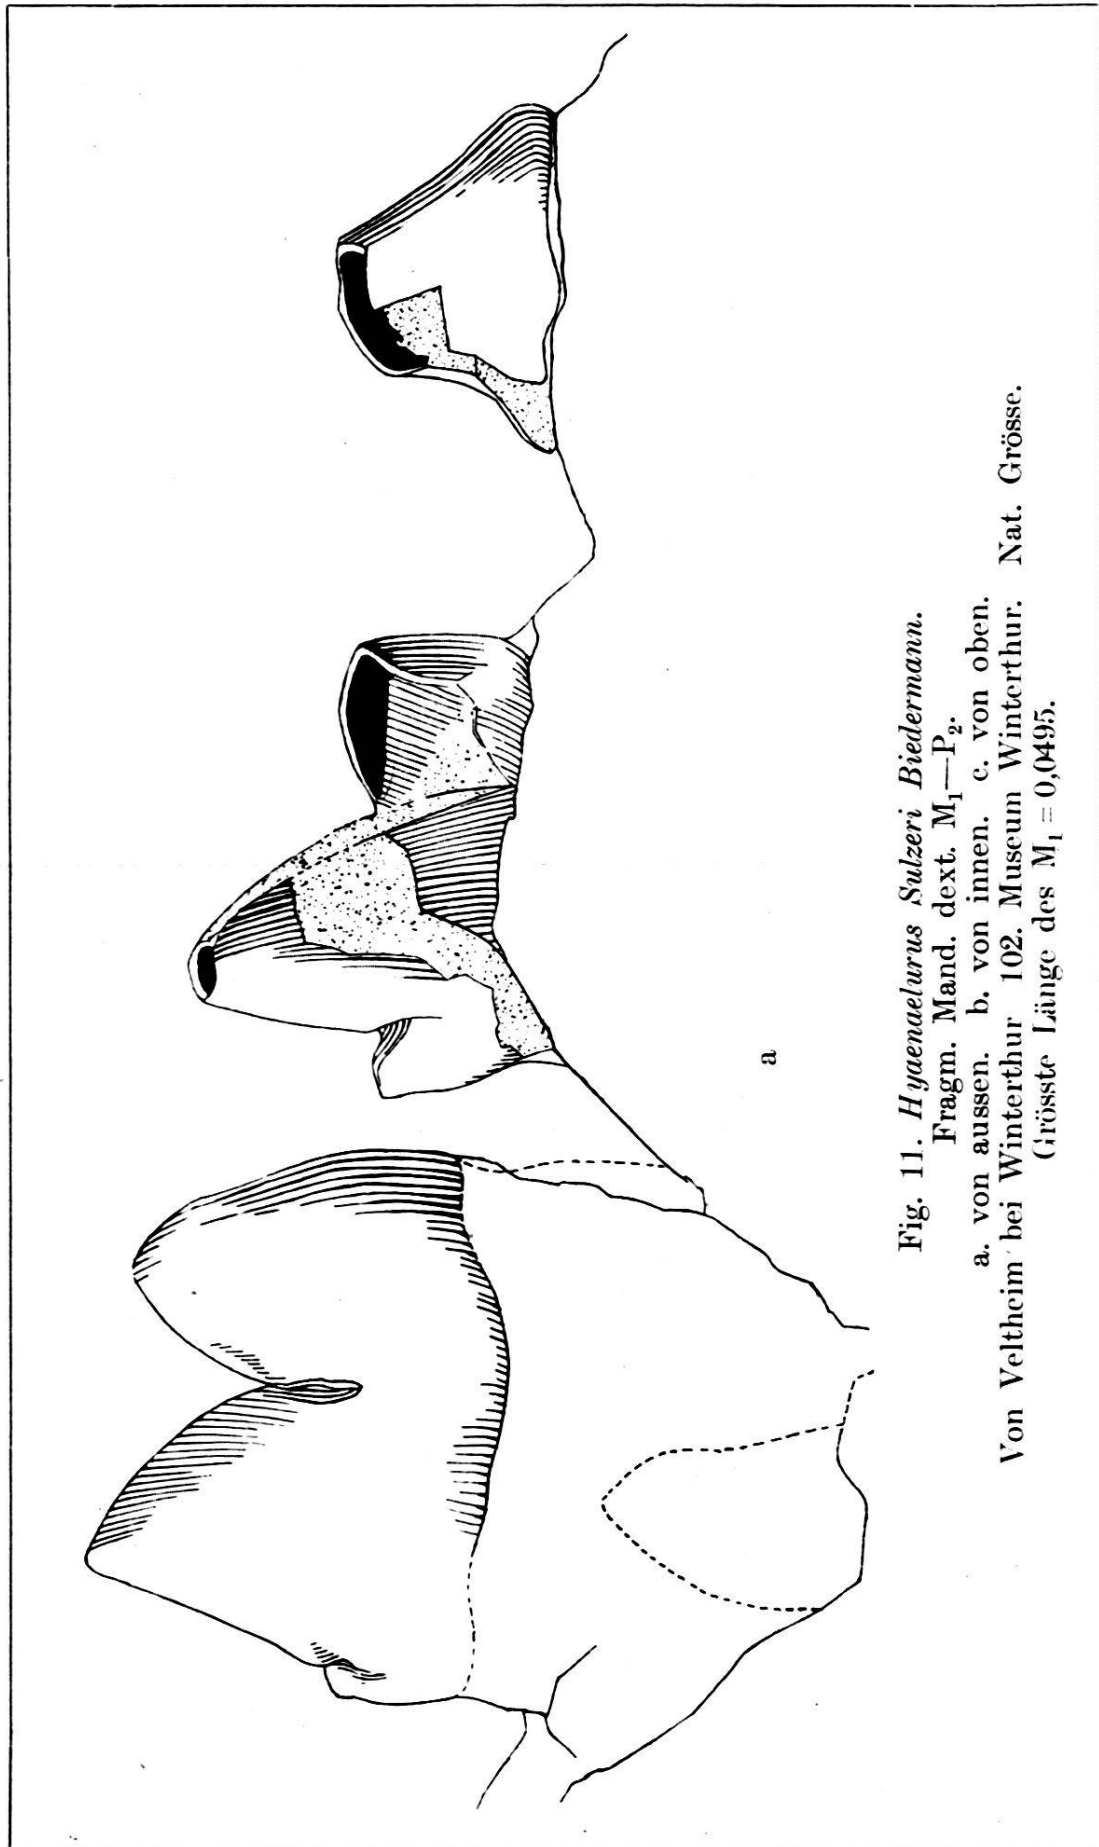 a
Fig. 11. Hyaenaelurus Sulzeri Biedermann.
Fragm. Mand. dext. M₁—P₂.
a. von aussen. b. von innen. c. von oben.
Von Veltheim bei Winterthur 102. Museum Winterthur. Nat. Grösse.
Grösste Länge des M₁ = 0,0495.